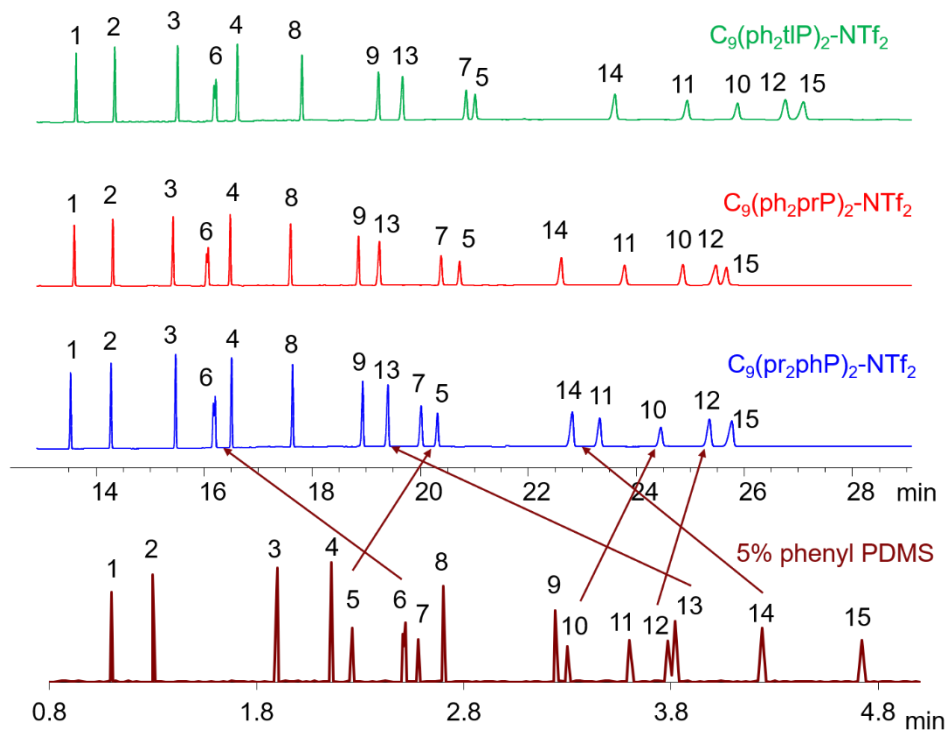 C₉(ph₂tlP)₂-NTf₂
1 2 3 6 4 8 9 13 7 5 14 11 10 12 15
C₉(ph₂prP)₂-NTf₂
1 2 3 6 4 8 9 13 7 5 14 11 10 12 15
C₉(pr₂phP)₂-NTf₂
1 2 3 6 4 8 9 13 7 5 14 11 10 12 15
14 16 18 20 22 24 26 28 min
5% phenyl PDMS
1 2 3 4 5 6 7 8 9 10 11 12 13 14 15
0.8 1.8 2.8 3.8 4.8 min